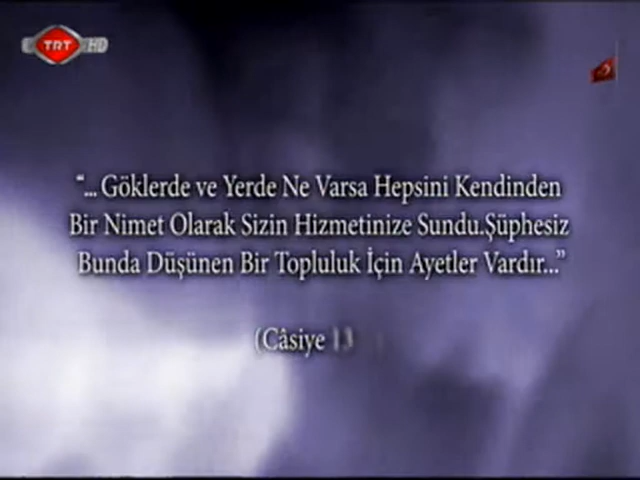 TRT HD
“... Göklerde ve Yerde Ne Varsa Hepsini Kendinden
Bir Nimet Olarak Sizin Hizmetinize Sundu.Şüphesiz
Bunda Düşünen Bir Topluluk İçin Ayetler Vardır...”
(Câsiye 13